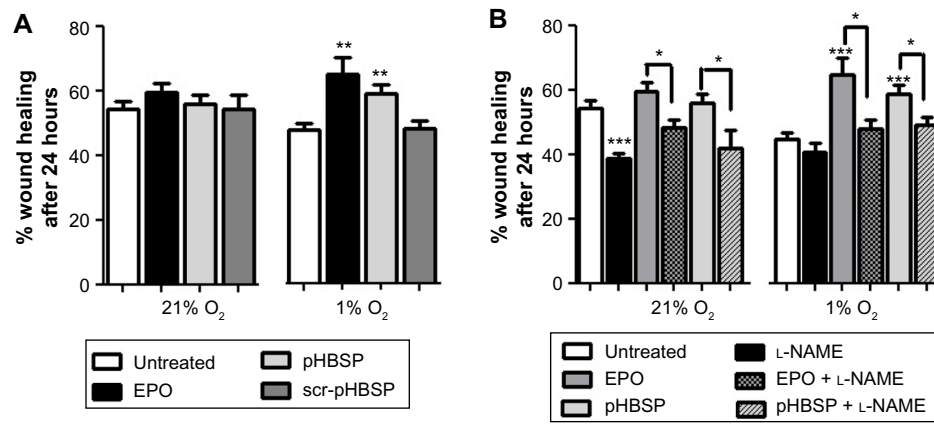 A
% wound healing
after 24 hours
80
60
40
20
0
**
**
21% O₂
1% O₂
Untreated
EPO
pHBSP
scr-pHBSP
B
% wound healing
after 24 hours
80
60
40
20
0
***
*
*
***
*
***
*
21% O₂
1% O₂
Untreated
EPO
pHBSP
L-NAME
EPO + L-NAME
pHBSP + L-NAME